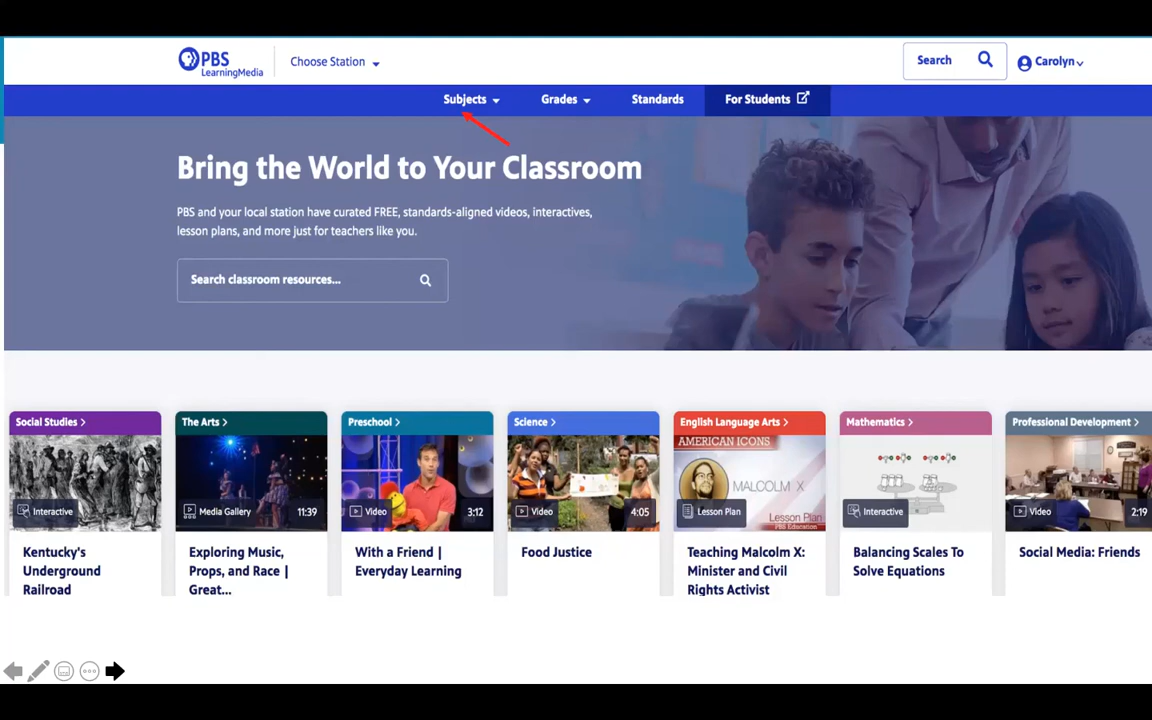 PBS
LearningMedia
Choose Station
Search
Carolyn
Subjects
Grades
Standards
For Students
Bring the World to Your Classroom
PBS and your local station have curated FREE, standards-aligned videos, interactives,
lesson plans, and more just for teachers like you.
Search classroom resources...
Social Studies >
Interactive
Kentucky's
Underground
Railroad
The Arts >
Media Gallery 11:39
Exploring Music,
Props, and Race |
Great...
Preschool >
Video 3:12
With a Friend |
Everyday Learning
Science >
Video 4:05
Food Justice
English Language Arts >
AMERICAN ICONS
MALCOLM X
Lesson Plan
Lesson Plan
PBS Education
Teaching Malcolm X:
Minister and Civil
Rights Activist
Mathematics >
Interactive
Balancing Scales To
Solve Equations
Professional Development >
Video 2:19
Social Media: Friends